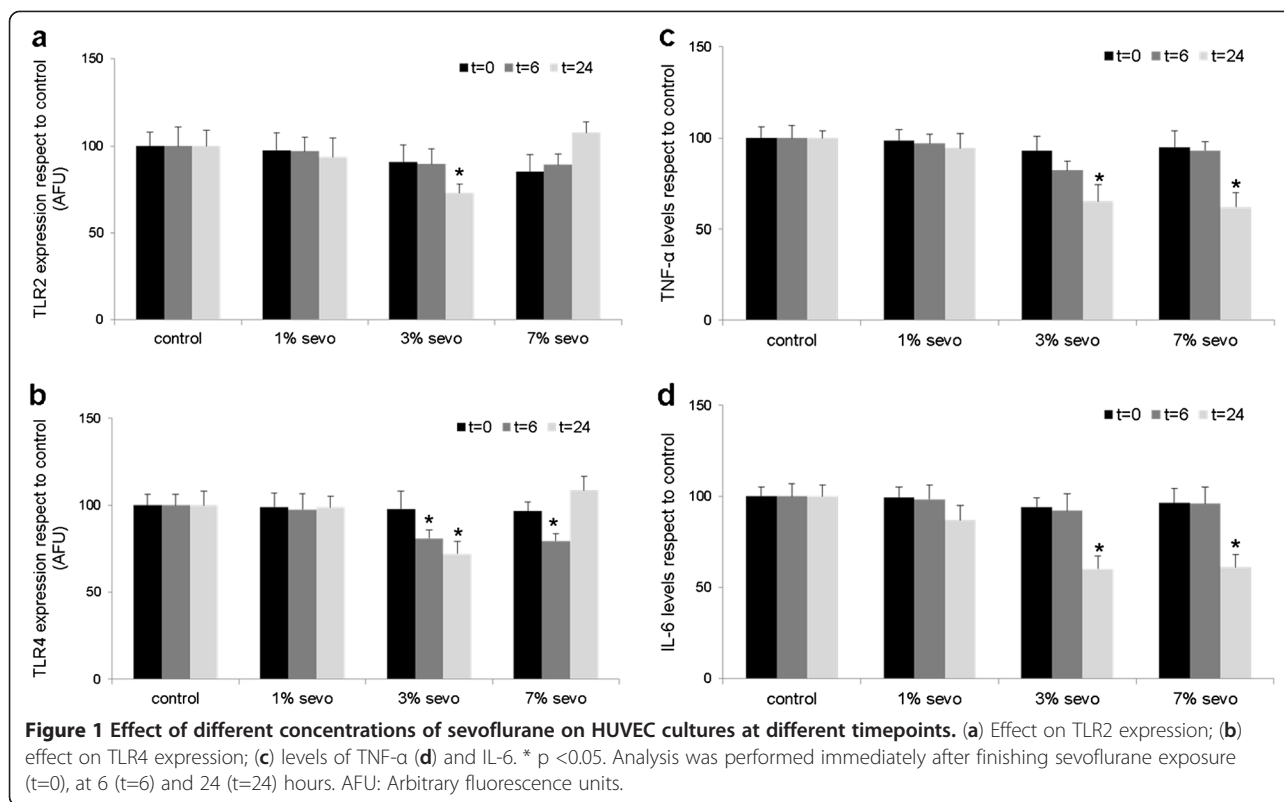 a
150
100
50
0
TLR2 expression respect to control
(AFU)
t=0 t=6 t=24
*
control 1% sevo 3% sevo 7% sevo
c
150
100
50
0
TNF-α levels respect to control
t=0 t=6 t=24
* *
control 1% sevo 3% sevo 7% sevo
b
150
100
50
0
TLR4 expression respect to control
(AFU)
t=0 t=6 t=24
* * *
control 1% sevo 3% sevo 7% sevo
d
150
100
50
0
IL-6 levels respect to control
t=0 t=6 t=24
* *
control 1% sevo 3% sevo 7% sevo
Figure 1 Effect of different concentrations of sevoflurane on HUVEC cultures at different timepoints. (a) Effect on TLR2 expression; (b)
effect on TLR4 expression; (c) levels of TNF-α (d) and IL-6. * p <0.05. Analysis was performed immediately after finishing sevoflurane exposure
(t=0), at 6 (t=6) and 24 (t=24) hours. AFU: Arbitrary fluorescence units.